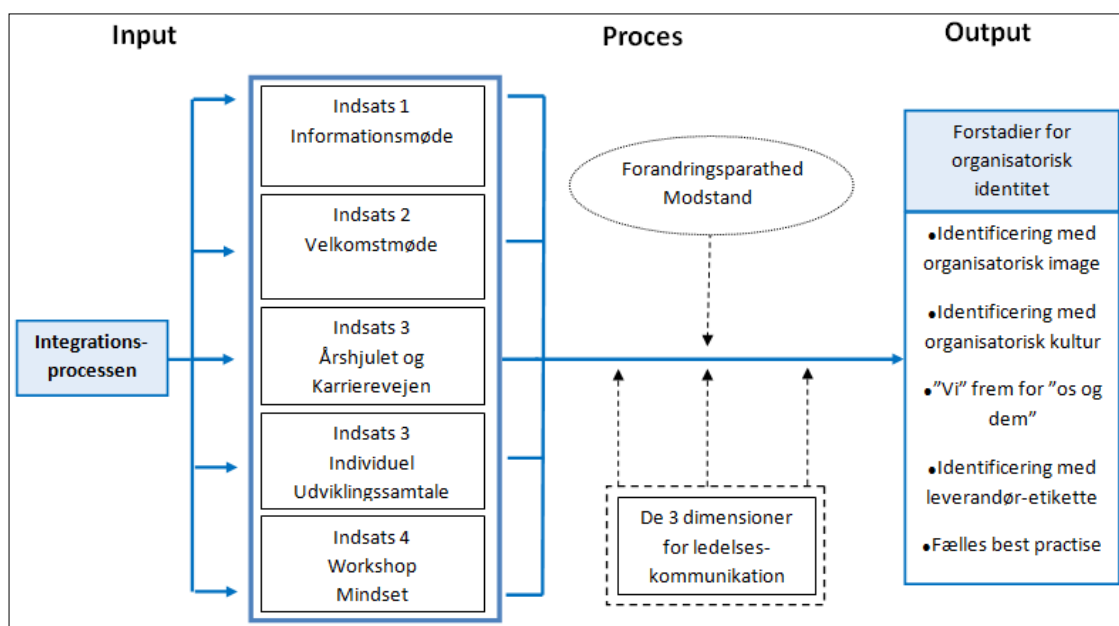 Input
Proces
Output
Integrations-
processen
Indsats 1
Informationsmøde
Indsats 2
Velkomstmøde
Indsats 3
Årshjulet og
Karrierevejen
Indsats 3
Individuel
Udviklingssamtale
Indsats 4
Workshop
Mindset
Forandringsparathed
Modstand
De 3 dimensioner
for ledelses-
kommunikation
Forstadier for
organisatorisk
identitet
●Identificering med
organisatorisk image
●Identificering med
organisatorisk kultur
●”Vi” frem for ”os og
dem”
●Identificering med
leverandør-etikette
●Fælles best practise